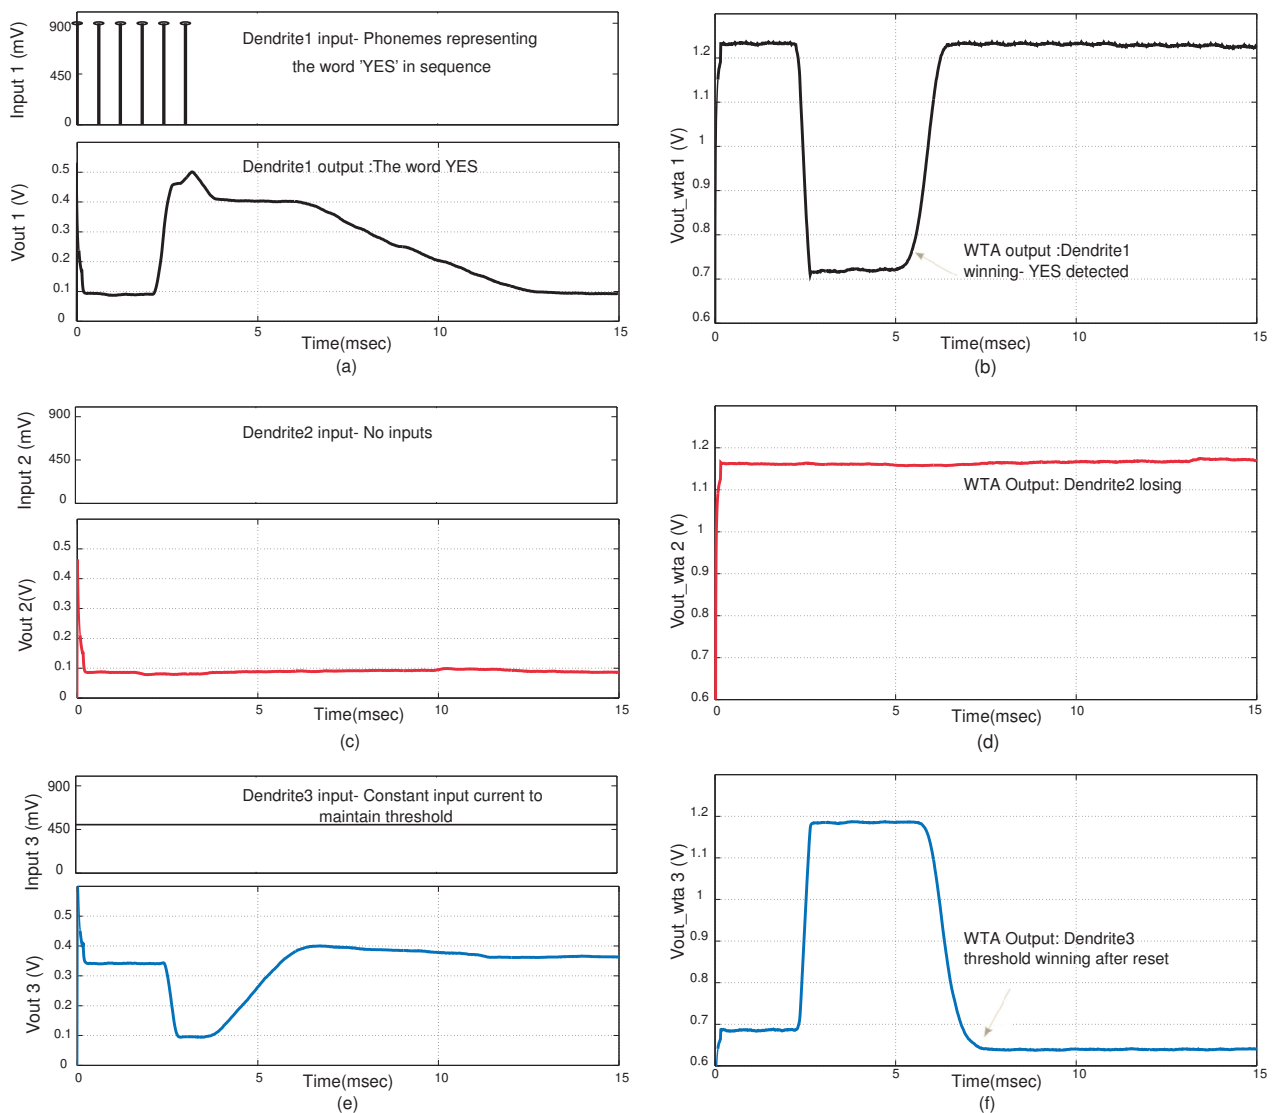 900
450
0
Input 1 (mV)
Dendrite1 input- Phonemes representing
the word 'YES' in sequence
0.5
0.4
0.3
0.2
0.1
0
Vout 1 (V)
Dendrite1 output :The word YES
0
5
10
15
Time(msec)
(a)
1.2
1.1
1
0.9
0.8
0.7
0.6
Vout_wta 1 (V)
WTA output :Dendrite1
winning- YES detected
0
5
10
15
Time(msec)
(b)
900
450
0
Input 2 (mV)
Dendrite2 input- No inputs
0.5
0.4
0.3
0.2
0.1
0
Vout 2(V)
0
5
10
15
Time(msec)
(c)
1.2
1.1
1
0.9
0.8
0.7
0.6
Vout_wta 2 (V)
WTA Output: Dendrite2 losing
0
5
10
15
Time(msec)
(d)
900
450
0
Input 3 (mV)
Dendrite3 input- Constant input current to
maintain threshold
0.5
0.4
0.3
0.2
0.1
0
Vout 3 (V)
0
5
10
15
Time(msec)
(e)
1.2
1.1
1
0.9
0.8
0.7
0.6
Vout_wta 3 (V)
WTA Output: Dendrite3
threshold winning after reset
0
5
10
15
Time(msec)
(f)